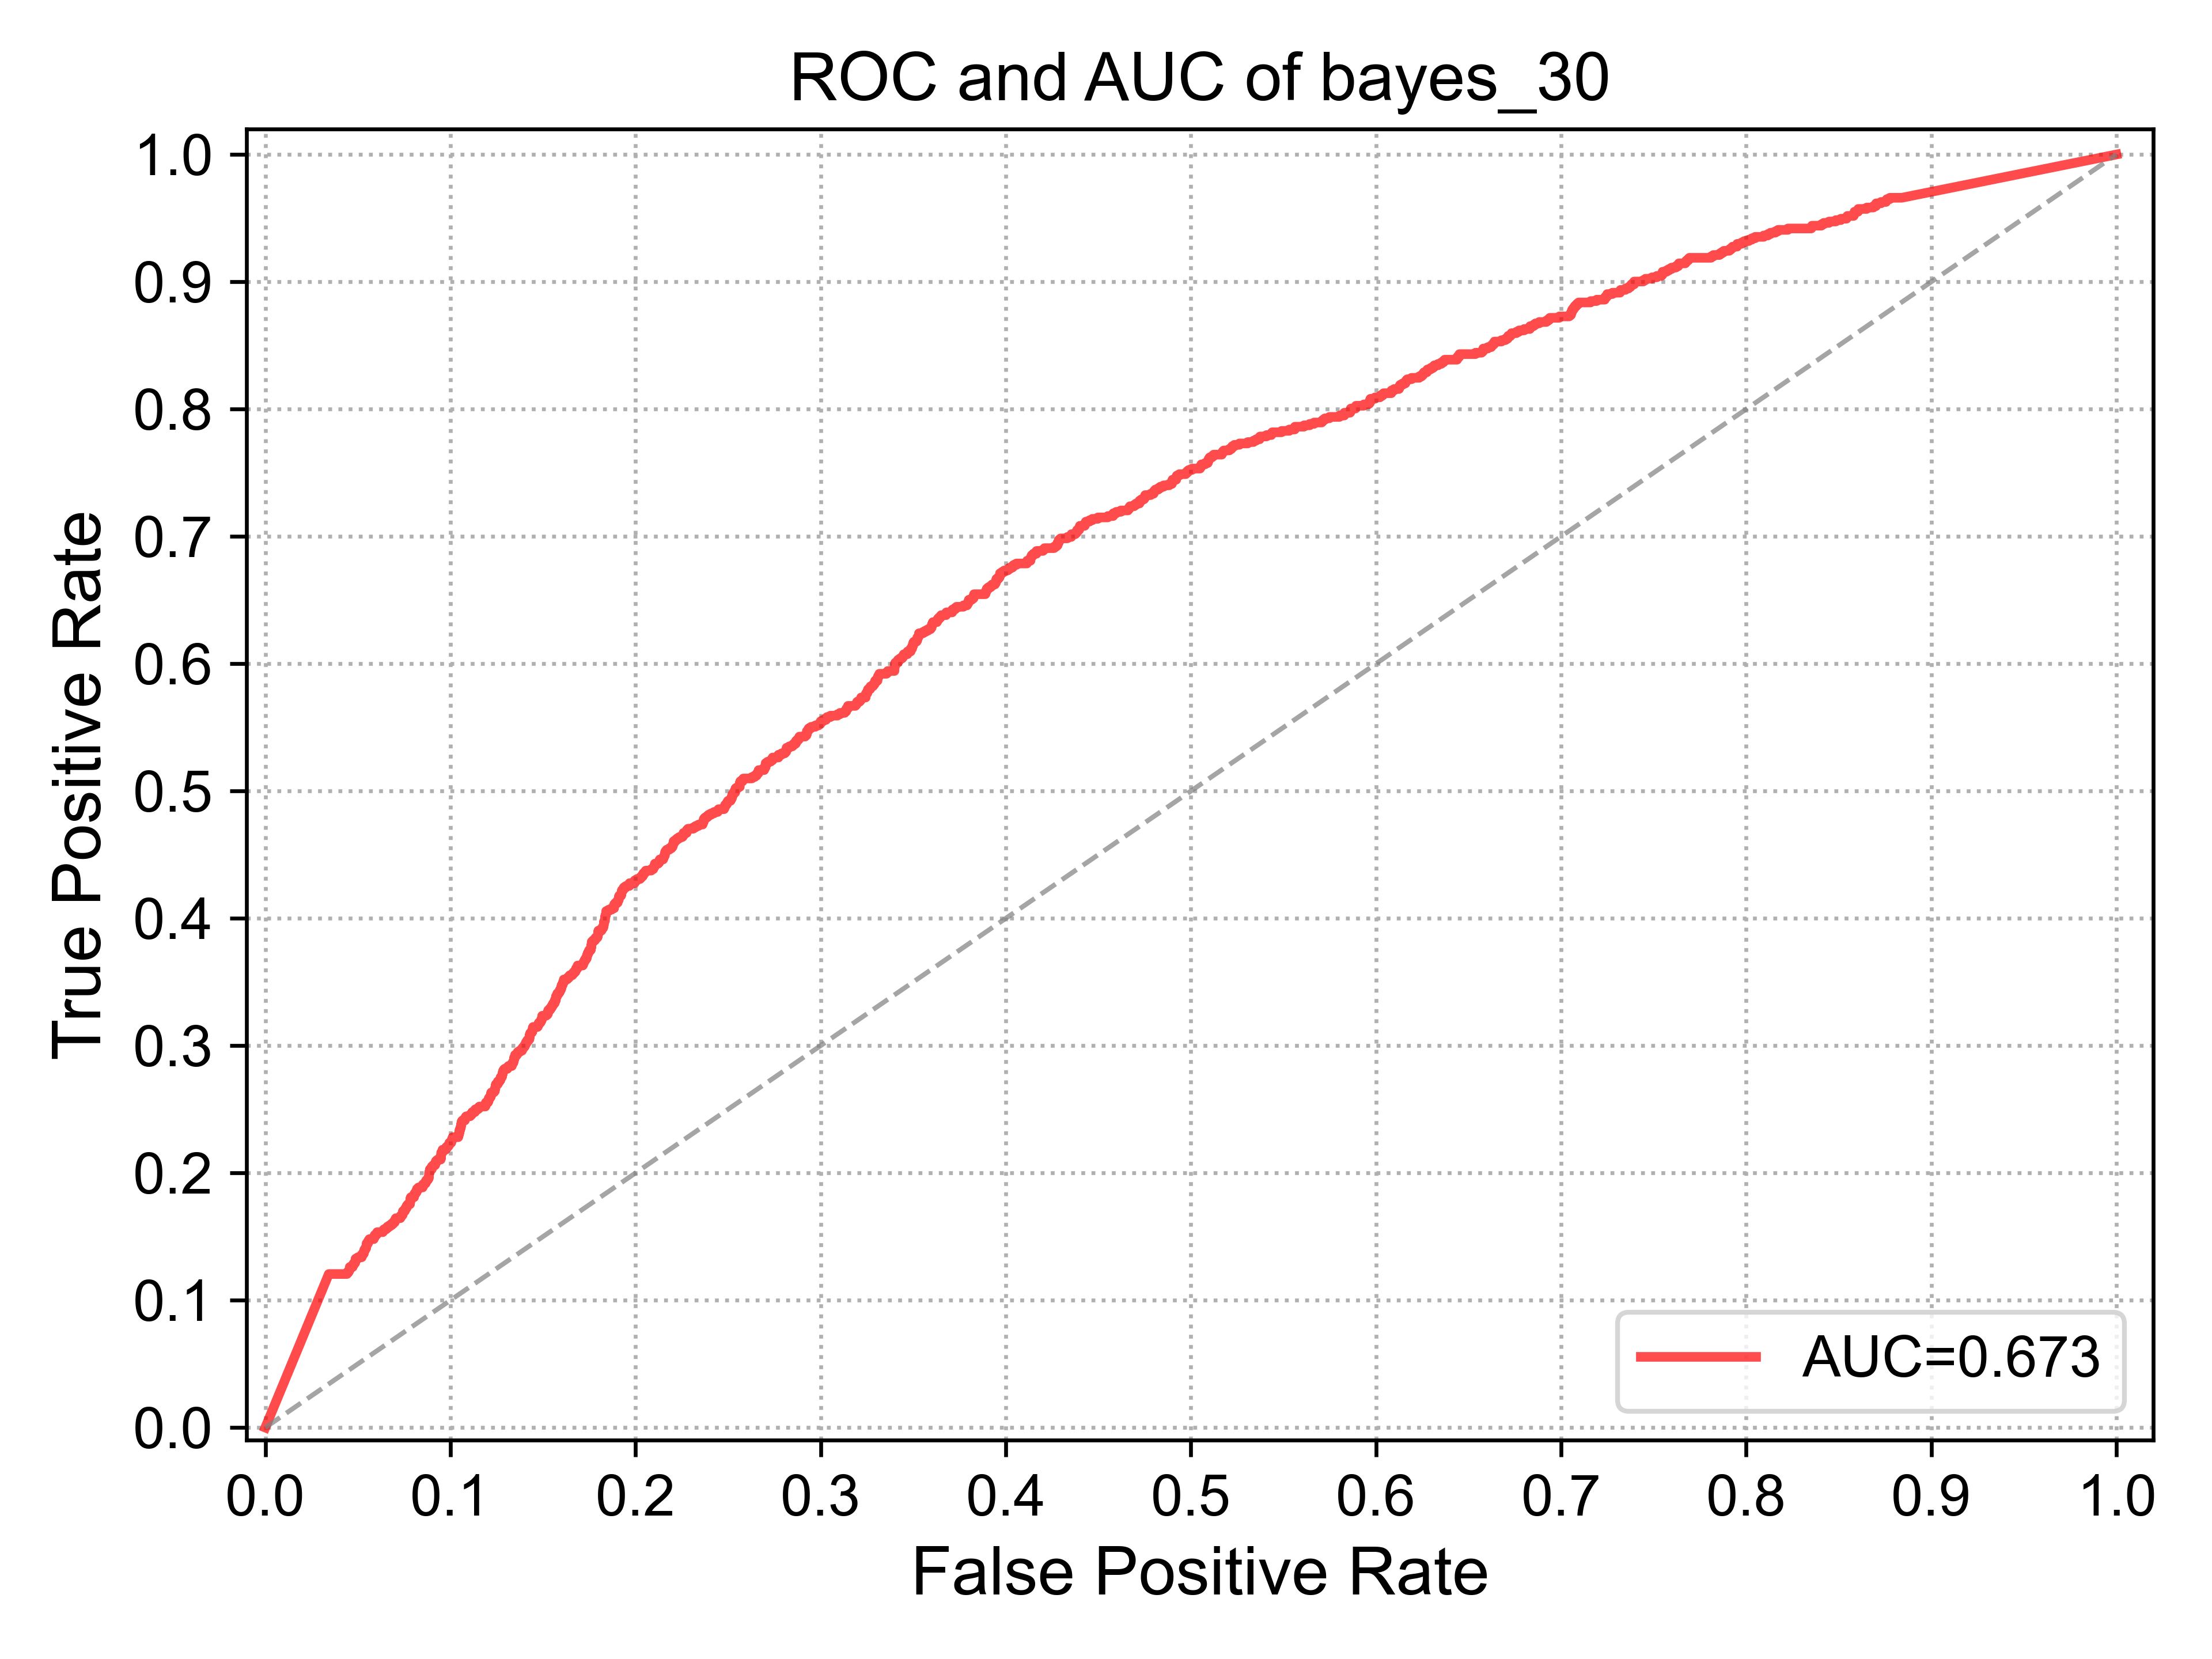 ROC and AUC of bayes_30
True Positive Rate
1.0
0.9
0.8
0.7
0.6
0.5
0.4
0.3
0.2
0.1
0.0
AUC=0.673
0.0 0.1 0.2 0.3 0.4 0.5 0.6 0.7 0.8 0.9 1.0
False Positive Rate